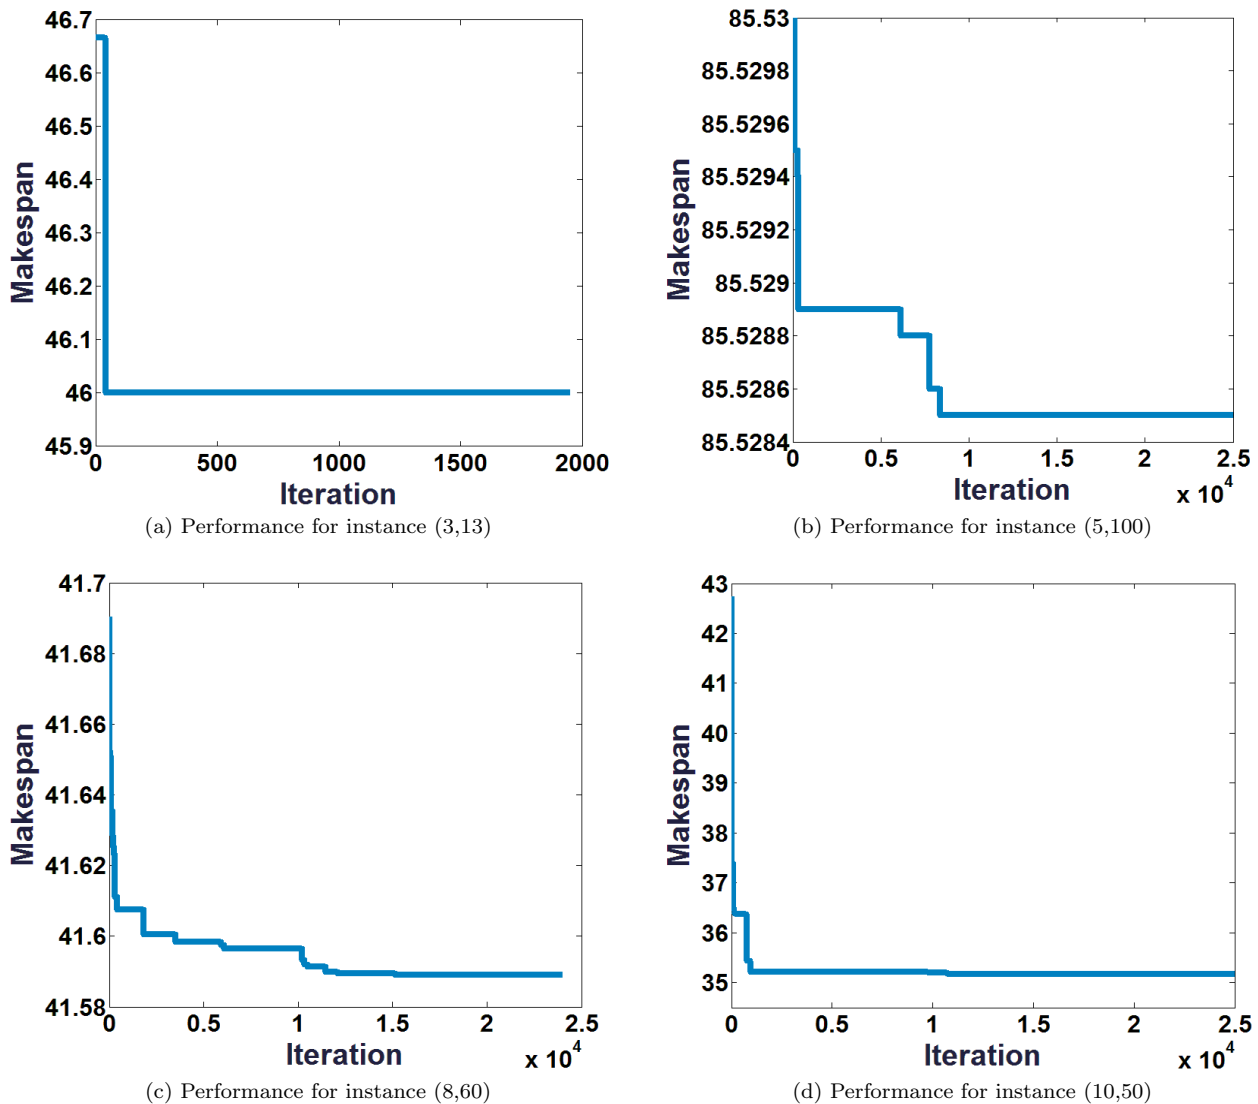 46.7
46.6
46.5
46.4
46.3
46.2
46.1
46
45.9
Makespan
0 500 1000 1500 2000
Iteration
(a) Performance for instance (3,13)
85.53
85.5298
85.5296
85.5294
85.5292
85.529
85.5288
85.5286
85.5284
Makespan
0 0.5 1 1.5 2 2.5
Iteration
x 10^4
(b) Performance for instance (5,100)
41.7
41.68
41.66
41.64
41.62
41.6
41.58
Makespan
0 0.5 1 1.5 2 2.5
Iteration
x 10^4
(c) Performance for instance (8,60)
43
42
41
40
39
38
37
36
35
Makespan
0 0.5 1 1.5 2 2.5
Iteration
x 10^4
(d) Performance for instance (10,50)